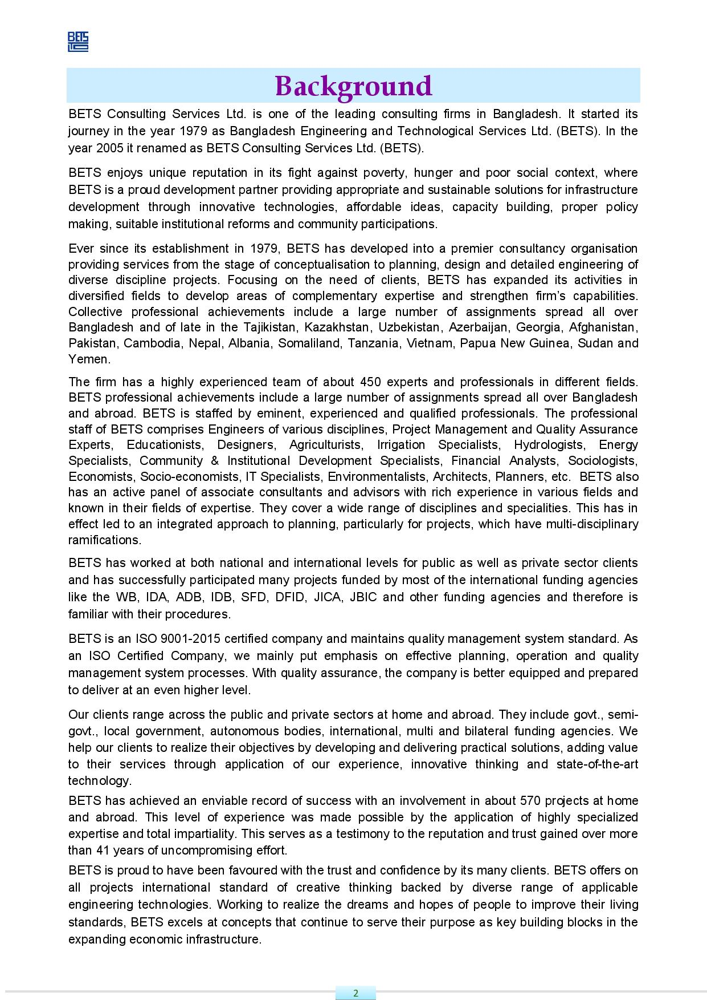 BETS
LTD
Background
BETS Consulting Services Ltd. is one of the leading consulting firms in Bangladesh. It started its
journey in the year 1979 as Bangladesh Engineering and Technological Services Ltd. (BETS). In the
year 2005 it renamed as BETS Consulting Services Ltd. (BETS).
BETS enjoys unique reputation in its fight against poverty, hunger and poor social context, where
BETS is a proud development partner providing appropriate and sustainable solutions for infrastructure
development through innovative technologies, affordable ideas, capacity building, proper policy
making, suitable institutional reforms and community participations.
Ever since its establishment in 1979, BETS has developed into a premier consultancy organisation
providing services from the stage of conceptualisation to planning, design and detailed engineering of
diverse discipline projects. Focusing on the need of clients, BETS has expanded its activities in
diversified fields to develop areas of complementary expertise and strengthen firm’s capabilities.
Collective professional achievements include a large number of assignments spread all over
Bangladesh and of late in the Tajikistan, Kazakhstan, Uzbekistan, Azerbaijan, Georgia, Afghanistan,
Pakistan, Cambodia, Nepal, Albania, Somaliland, Tanzania, Vietnam, Papua New Guinea, Sudan and
Yemen.
The firm has a highly experienced team of about 450 experts and professionals in different fields.
BETS professional achievements include a large number of assignments spread all over Bangladesh
and abroad. BETS is staffed by eminent, experienced and qualified professionals. The professional
staff of BETS comprises Engineers of various disciplines, Project Management and Quality Assurance
Experts, Educationists, Designers, Agriculturists, Irrigation Specialists, Hydrologists, Energy
Specialists, Community & Institutional Development Specialists, Financial Analysts, Sociologists,
Economists, Socio-economists, IT Specialists, Environmentalists, Architects, Planners, etc. BETS also
has an active panel of associate consultants and advisors with rich experience in various fields and
known in their fields of expertise. They cover a wide range of disciplines and specialities. This has in
effect led to an integrated approach to planning, particularly for projects, which have multi-disciplinary
ramifications.
BETS has worked at both national and international levels for public as well as private sector clients
and has successfully participated many projects funded by most of the international funding agencies
like the WB, IDA, ADB, IDB, SFD, DFID, JICA, JBIC and other funding agencies and therefore is
familiar with their procedures.
BETS is an ISO 9001-2015 certified company and maintains quality management system standard. As
an ISO Certified Company, we mainly put emphasis on effective planning, operation and quality
management system processes. With quality assurance, the company is better equipped and prepared
to deliver at an even higher level.
Our clients range across the public and private sectors at home and abroad. They include govt., semi-
govt., local government, autonomous bodies, international, multi and bilateral funding agencies. We
help our clients to realize their objectives by developing and delivering practical solutions, adding value
to their services through application of our experience, innovative thinking and state-of-the-art
technology.
BETS has achieved an enviable record of success with an involvement in about 570 projects at home
and abroad. This level of experience was made possible by the application of highly specialized
expertise and total impartiality. This serves as a testimony to the reputation and trust gained over more
than 41 years of uncompromising effort.
BETS is proud to have been favoured with the trust and confidence by its many clients. BETS offers on
all projects international standard of creative thinking backed by diverse range of applicable
engineering technologies. Working to realize the dreams and hopes of people to improve their living
standards, BETS excels at concepts that continue to serve their purpose as key building blocks in the
expanding economic infrastructure.
2